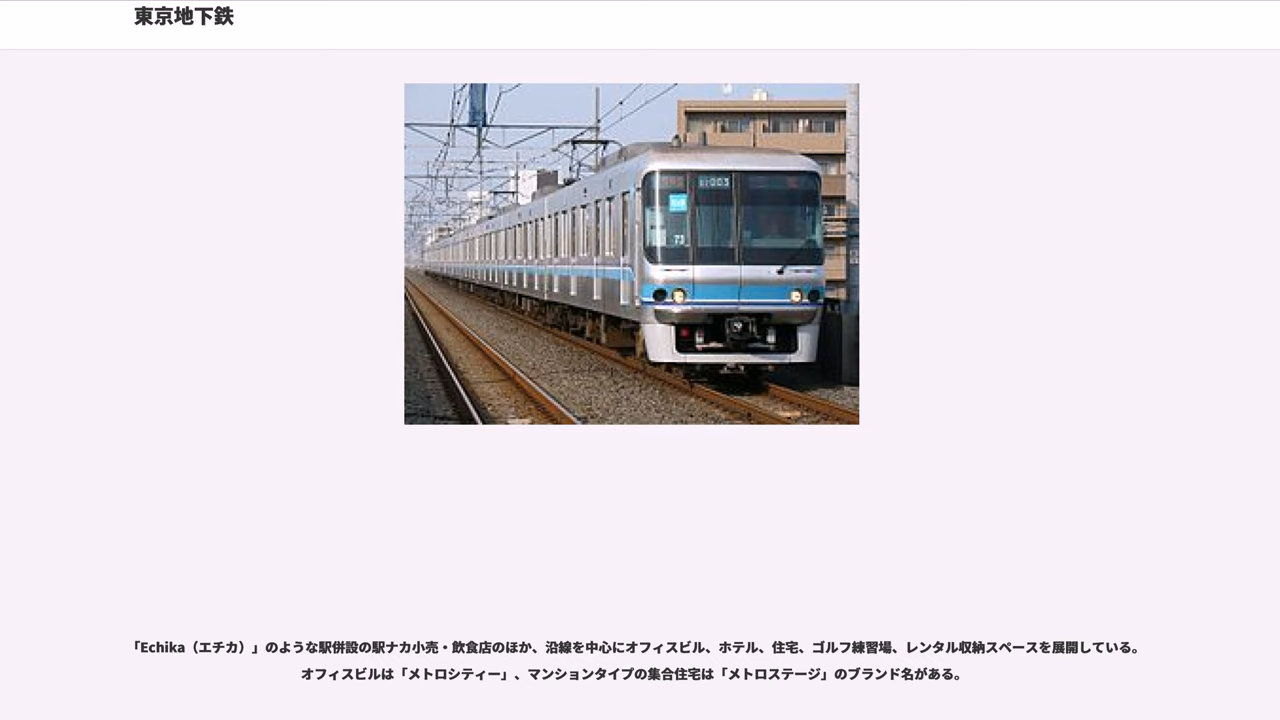 東京地下鉄
003
73
「Echika（エチカ）」のような駅併設の駅ナカ小売・飲食店のほか、沿線を中心にオフィスビル、ホテル、住宅、ゴルフ練習場、レンタル収納スペースを展開している。
オフィスビルは「メトロシティー」、マンションタイプの集合住宅は「メトロステージ」のブランド名がある。